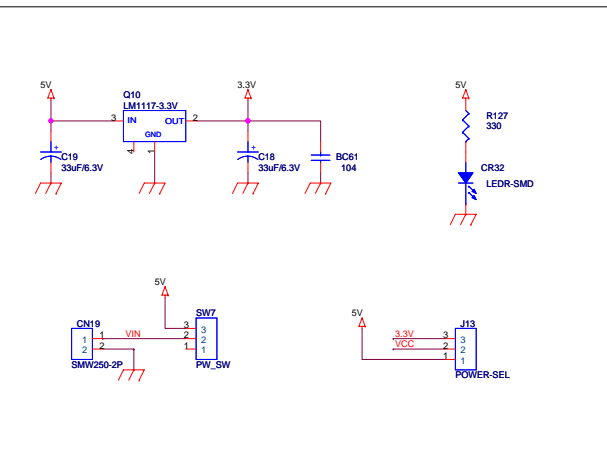 5V
3.3V
5V
Q10
LM1117-3.3V
3
IN
OUT
2
GND
4
1
+
C19
33uF/6.3V
+
C18
33uF/6.3V
BC61
104
R127
330
CR32
LEDR-SMD
5V
CN19
1
2
1
2
VIN
SMW250-2P
SW7
3
2
1
3
2
1
PW_SW
5V
J13
3.3V
VCC
3
2
1
3
2
1
POWER-SEL